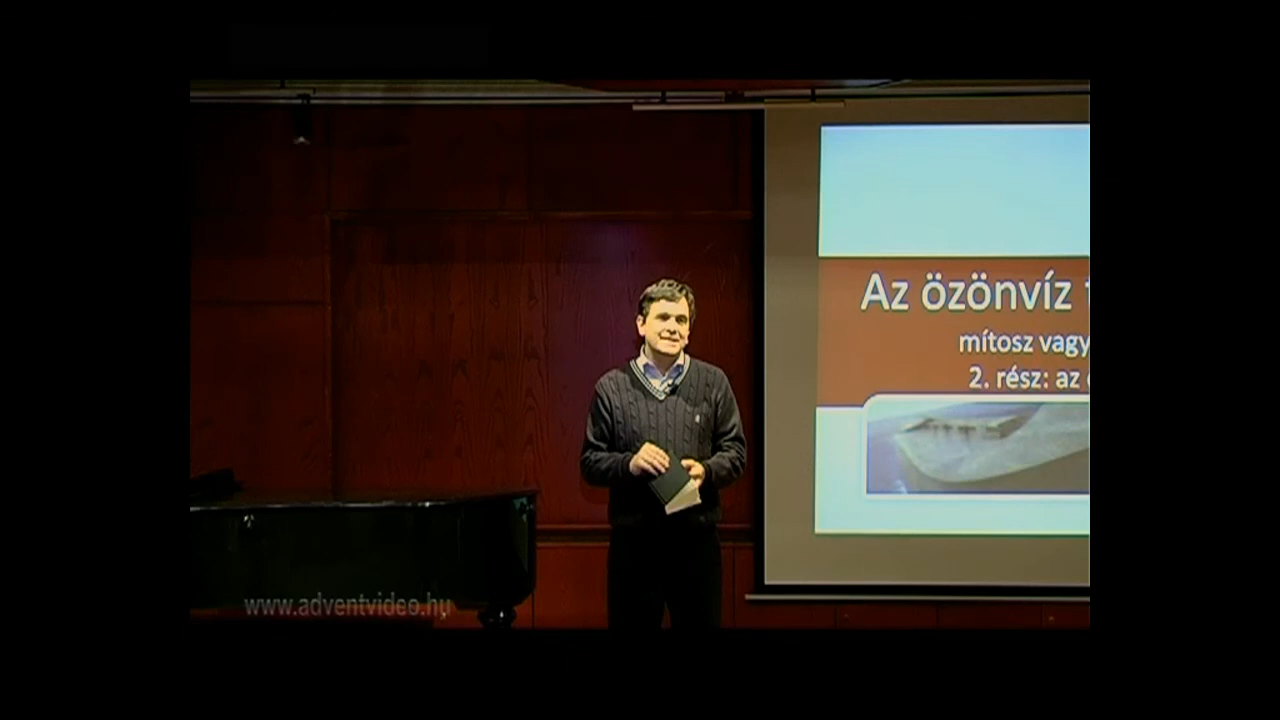 Az özönvíz
mítosz vagy
2. rész: az
www.adventvideo.hu